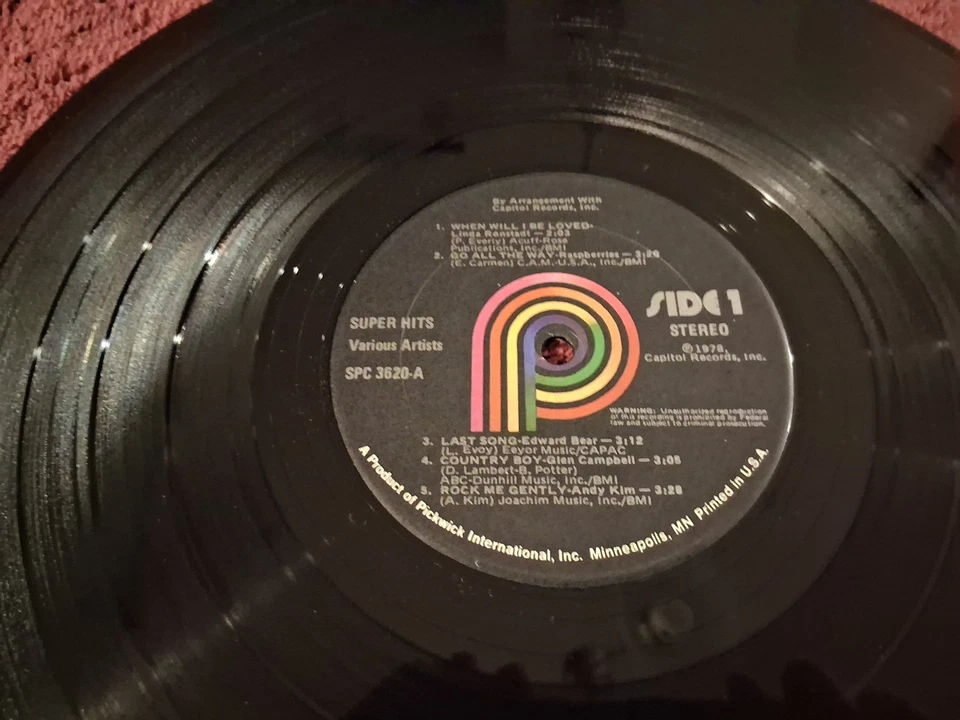 By Arrangement With
Capitol Records, Inc.
1. WHEN WILL I BE LOVED-
Linda Ronstadt — 2:03
(P. Everly) Acuff-Rose
Publications, Inc./BMI
2. GO ALL THE WAY-Raspberries — 3:20
(E. Carmen) C.A.M.-U.S.A., Inc./BMI
SIDE 1
STEREO
SUPER HITS
Various Artists
SPC 3620-A
℗1978,
Capitol Records, Inc.
WARNING: Unauthorized reproduction
of this recording is prohibited by Federal
law and subject to criminal prosecution.
3. LAST SONG-Edward Bear — 3:12
(L. Evoy) Eeyor Music/CAPAC
4. COUNTRY BOY-Glen Campbell — 3:05
(D. Lambert-B. Potter)
ABC-Dunhill Music, Inc./BMI
5. ROCK ME GENTLY-Andy Kim — 3:28
(A. Kim) Joachim Music, Inc./BMI
A Product of Pickwick International, Inc. Minneapolis, MN Printed in U.S.A.